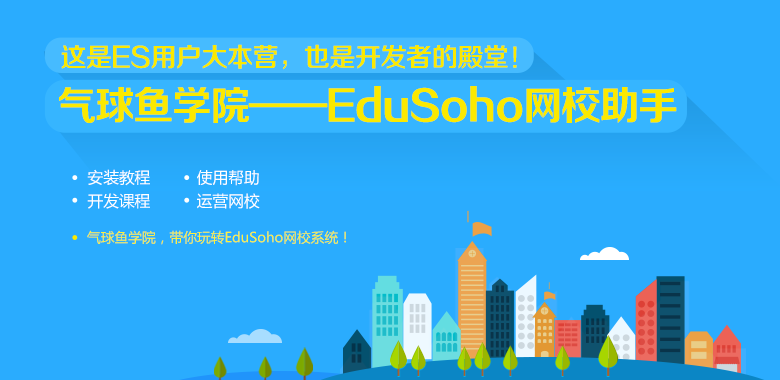 这是ES用户大本营，也是开发者的殿堂！
气球鱼学院——EduSoho网校助手
• 安装教程 • 使用帮助
• 开发课程 • 运营网校
• 气球鱼学院，带你玩转EduSoho网校系统！